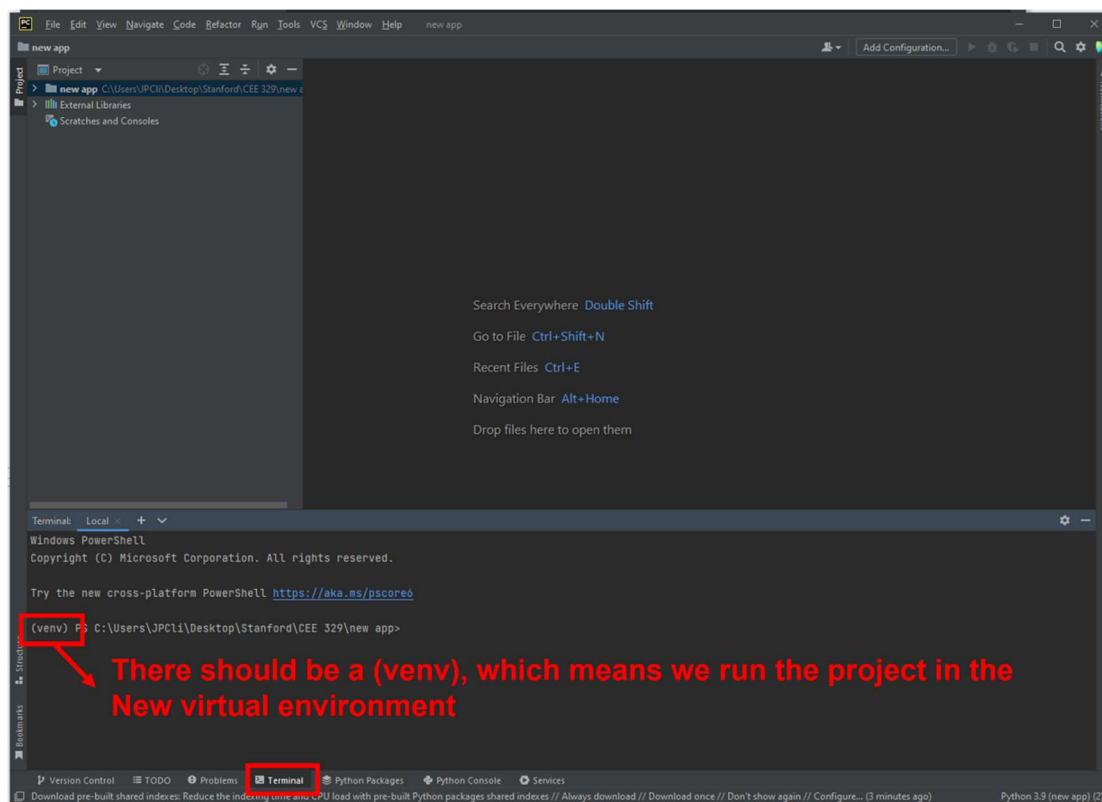 PC File Edit View Navigate Code Refactor Run Tools VCS Window Help new app
new app
Add Configuration...
Project
Project
new app C:\Users\JPCli\Desktop\Stanford\CEE 329\new a
External Libraries
Scratches and Consoles
Search Everywhere Double Shift
Go to File Ctrl+Shift+N
Recent Files Ctrl+E
Navigation Bar Alt+Home
Drop files here to open them
Terminal: Local × + 
Windows PowerShell
Copyright (C) Microsoft Corporation. All rights reserved.
Try the new cross-platform PowerShell https://aka.ms/pscore6
(venv) PS C:\Users\JPCli\Desktop\Stanford\CEE 329\new app>
There should be a (venv), which means we run the project in the
New virtual environment
Structure
Bookmarks
Version Control TODO Problems Terminal Python Packages Python Console Services
Download pre-built shared indexes: Reduce the indexing time and CPU load with pre-built Python packages shared indexes // Always download // Download once // Don't show again // Configure... (3 minutes ago) Python 3.9 (new app) (2)